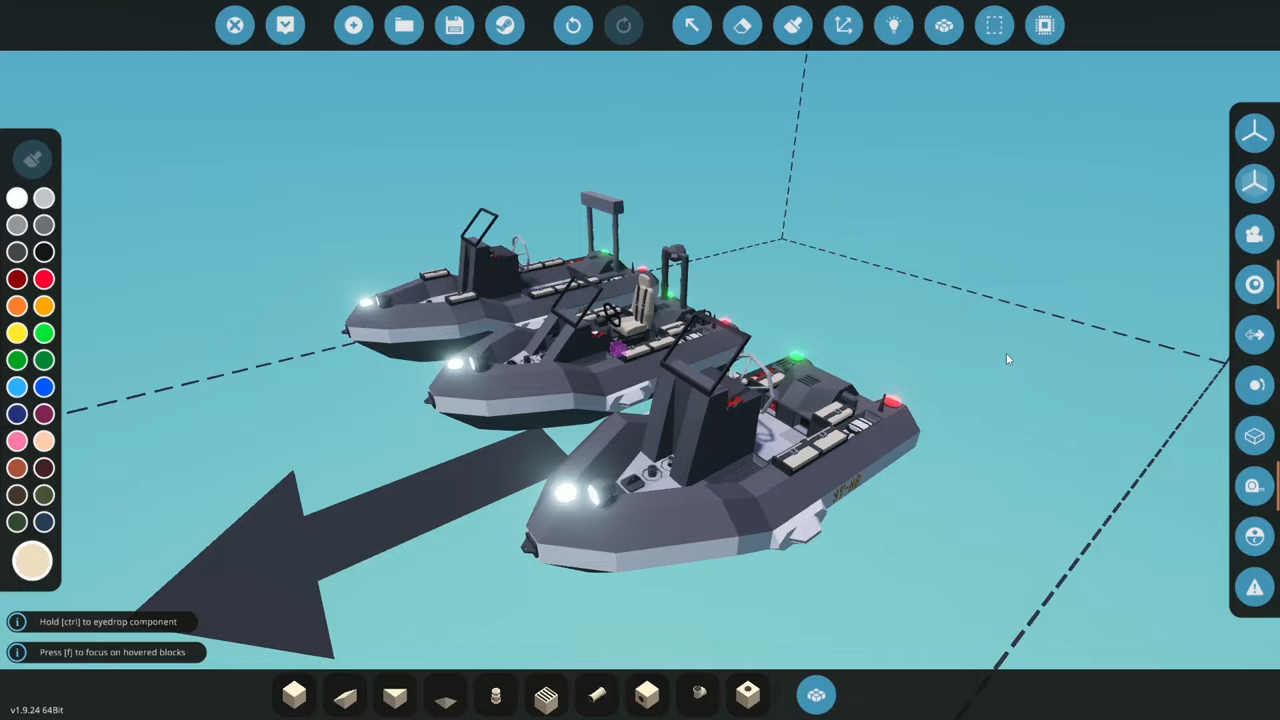 Hold [ctrl] to eyedrop component
Press [f] to focus on hovered blocks
v1.9.24 64Bit